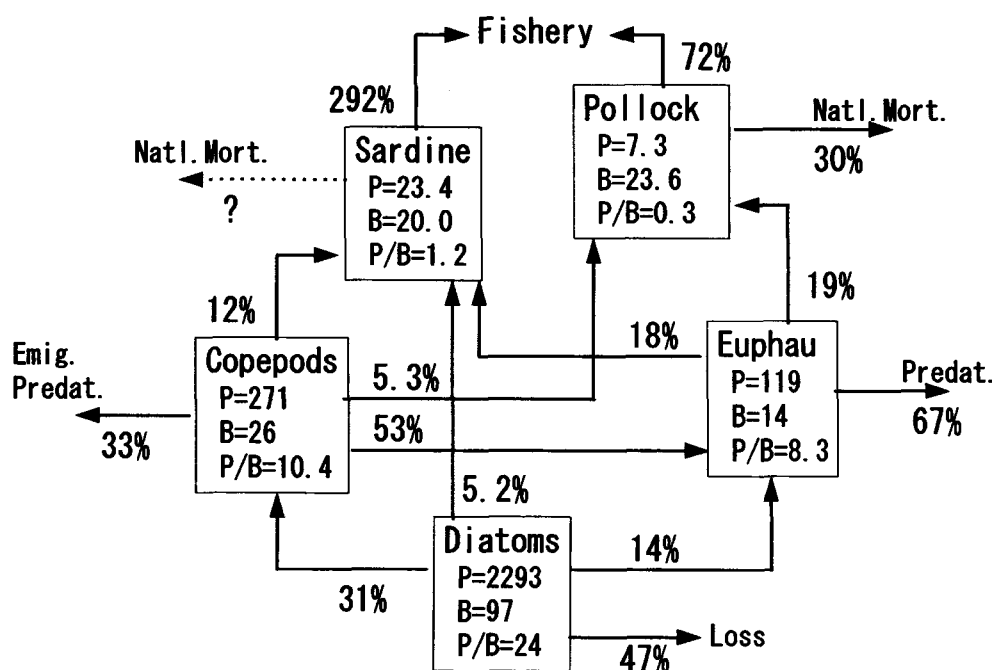 Fishery
72%
292%
Pollock
P=7.3
B=23.6
P/B=0.3
Natl.Mort.
30%
Natl.Mort.
?
Sardine
P=23.4
B=20.0
P/B=1.2
12%
18%
19%
Emig.
Predat.
33%
Copepods
P=271
B=26
P/B=10.4
5.3%
53%
Euphau
P=119
B=14
P/B=8.3
Predat.
67%
5.2%
31%
Diatoms
P=2293
B=97
P/B=24
14%
47%
Loss